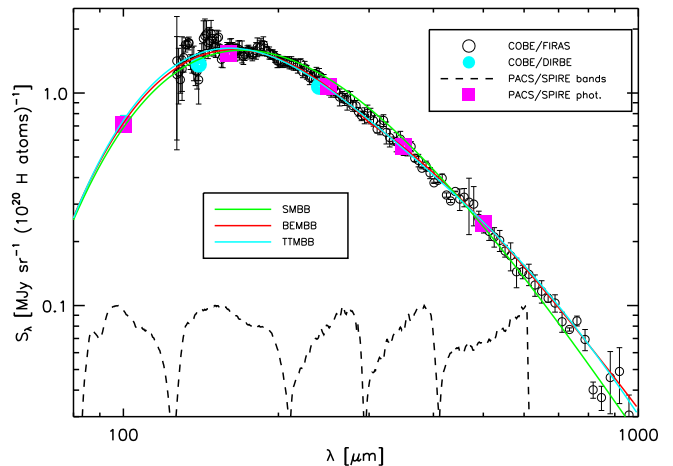 COBE/FIRAS
COBE/DIRBE
PACS/SPIRE bands
PACS/SPIRE phot.
SMBB
BEMBB
TTMBB
1.0
0.1
S_λ [MJy sr⁻¹ (10²⁰ H atoms)⁻¹]
100
1000
λ [μm]